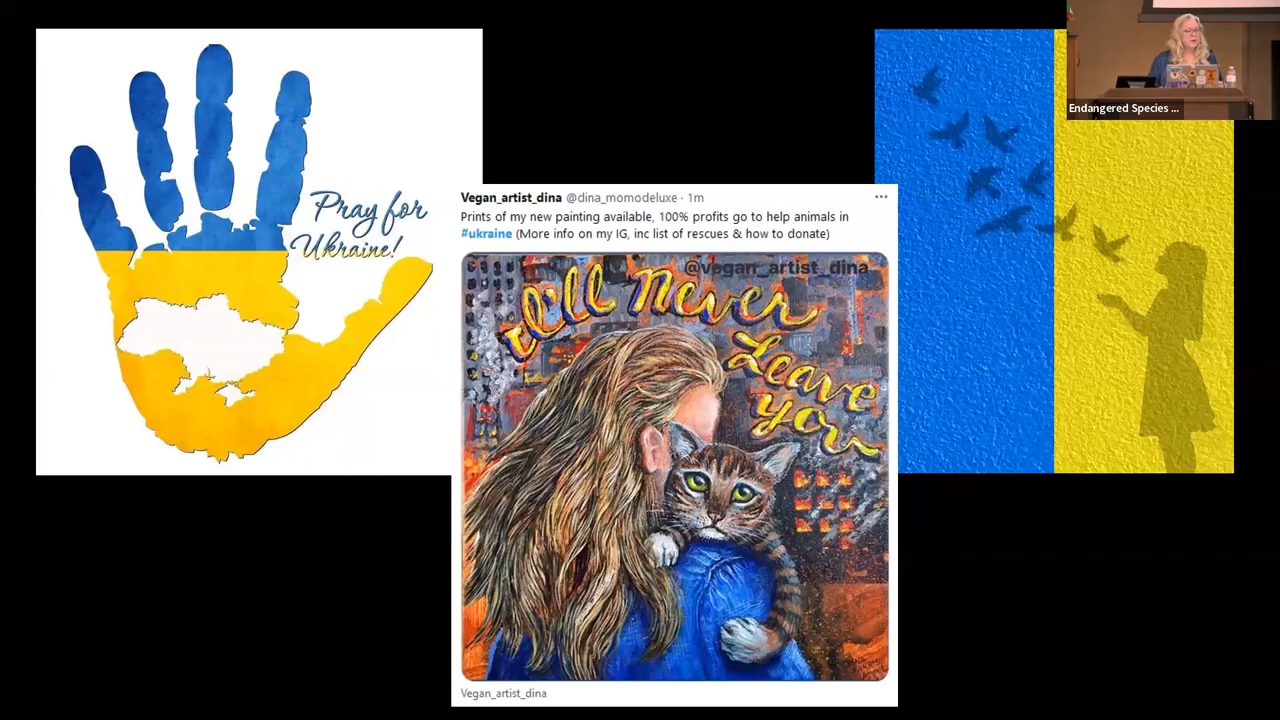 Endangered Species ...
Pray for
Ukraine!
Vegan_artist_dina @dina_momodeluxe · 1m
Prints of my new painting available, 100% profits go to help animals in
#ukraine (More info on my IG, inc list of rescues & how to donate)
@vegan_artist_dina
I'll Never
Leave
you
Vegan_artist_dina